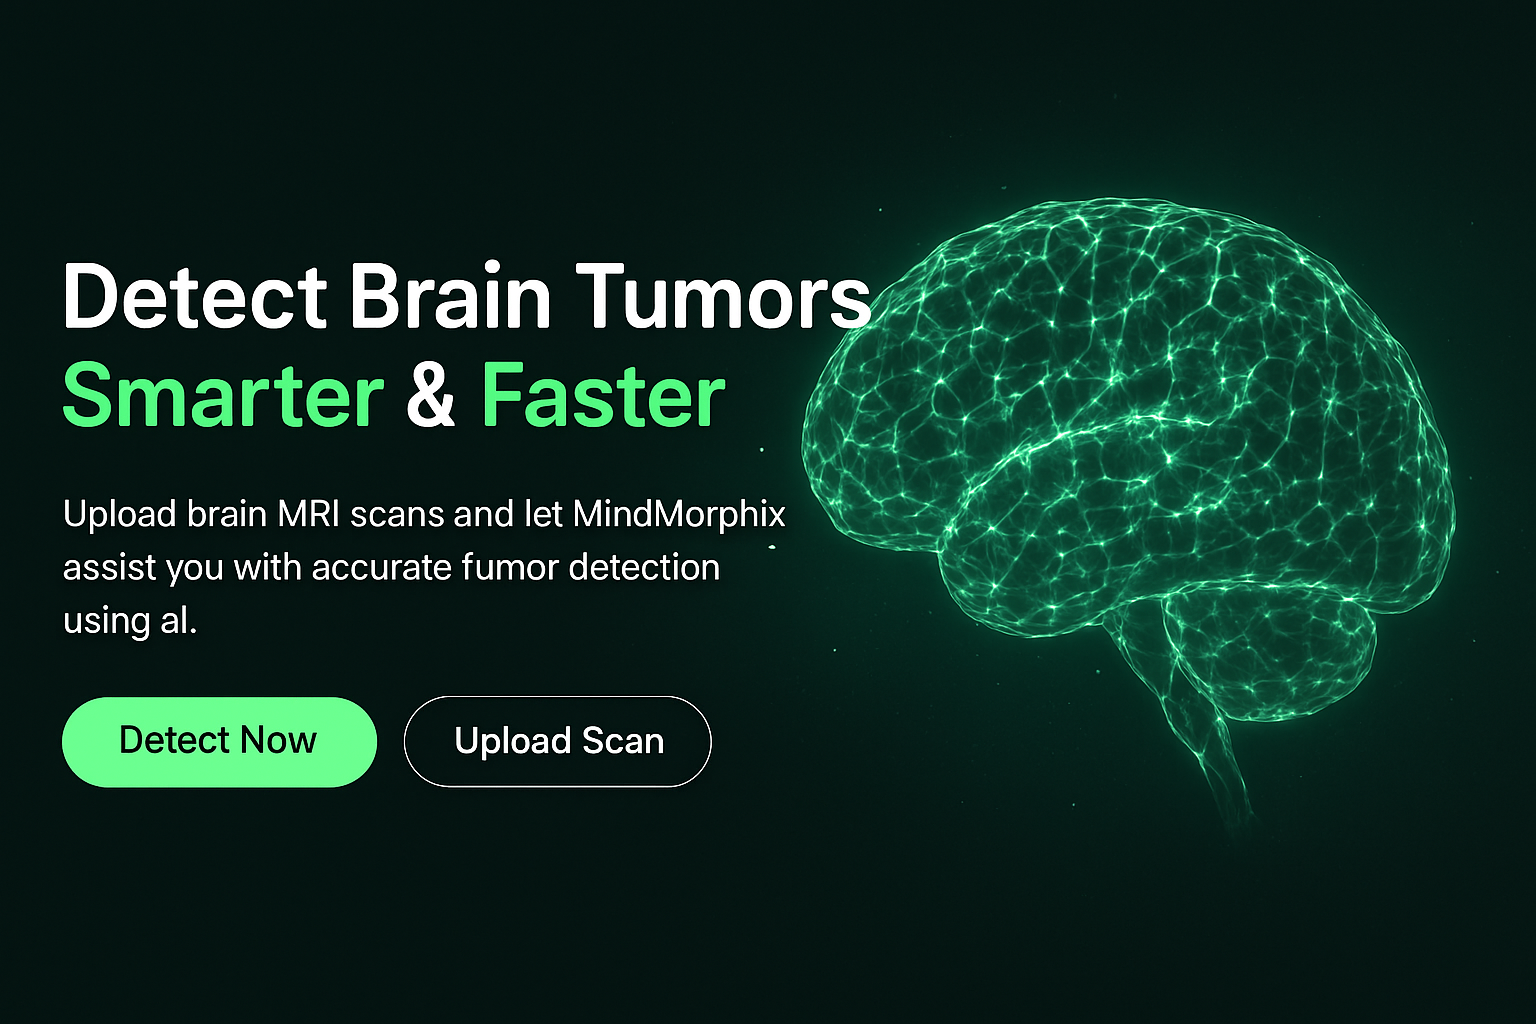 Detect Brain Tumors
Smarter & Faster
Upload brain MRI scans and let MindMorphix
assist you with accurate fumor detection
using al.
Detect Now
Upload Scan